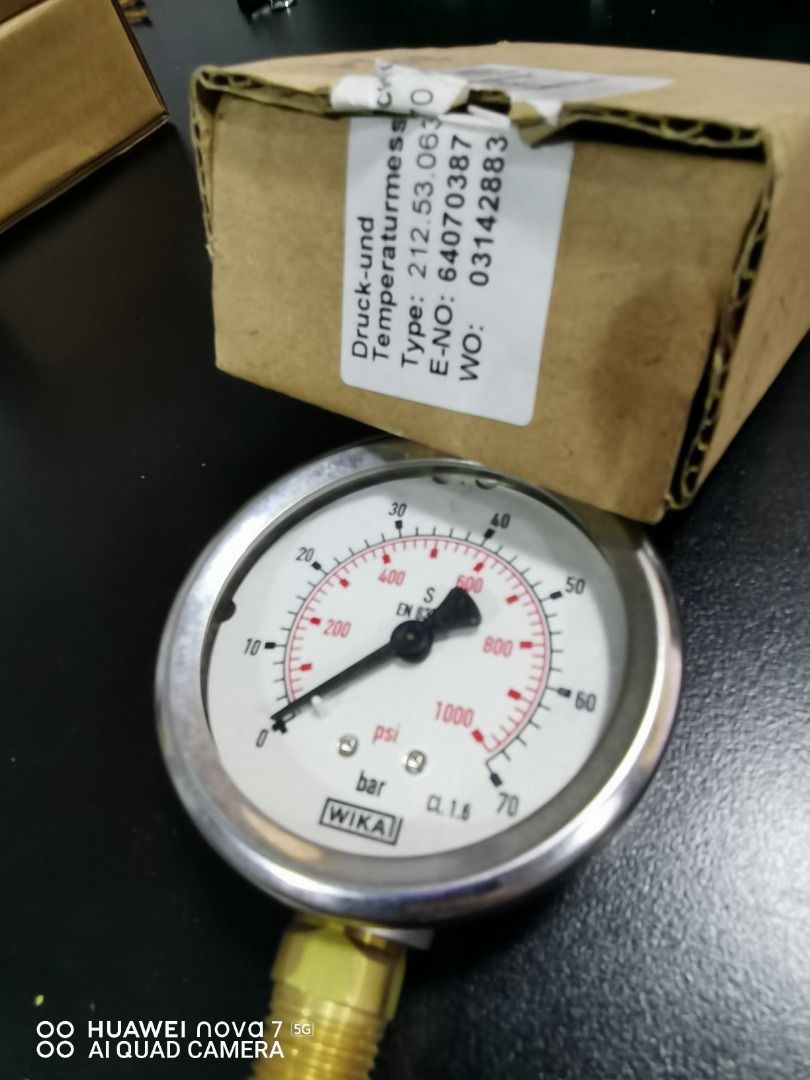 Druck-und
Type: 212.53.063
E-NO: 64070387
WO: 03142883
0
10
20
30
40
50
60
70
200
400
600
800
1000
S
EN
psi
bar
CL 1.6
WIKA
HUAWEI nova 7 5G
AI QUAD CAMERA